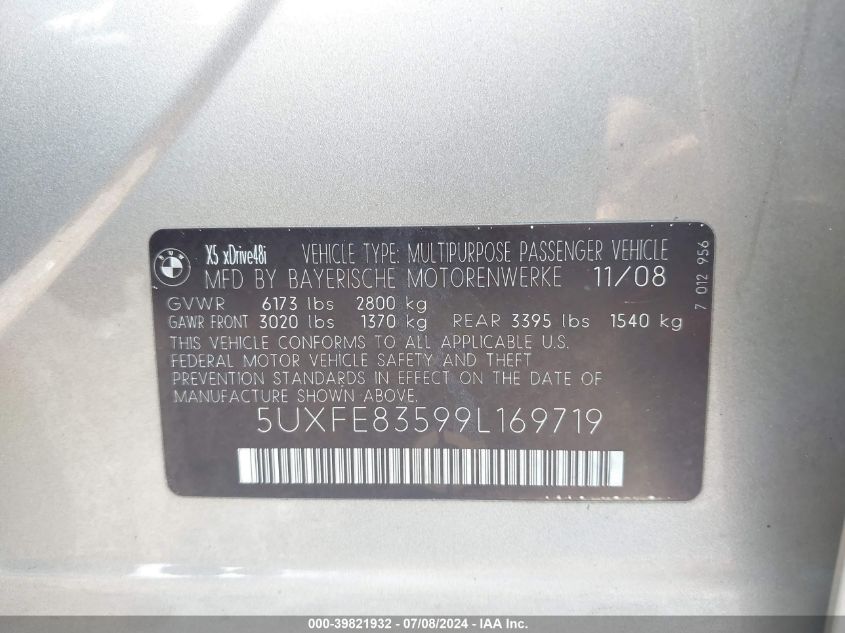 BMW
X5 xDrive48i VEHICLE TYPE: MULTIPURPOSE PASSENGER VEHICLE
MFD BY BAYERISCHE MOTORENWERKE 11/08
GVWR 6173 lbs 2800 kg
GAWR FRONT 3020 lbs 1370 kg REAR 3395 lbs 1540 kg
THIS VEHICLE CONFORMS TO ALL APPLICABLE U.S.
FEDERAL MOTOR VEHICLE SAFETY AND THEFT
PREVENTION STANDARDS IN EFFECT ON THE DATE OF
MANUFACTURE SHOWN ABOVE.
5UXFE83599L169719
7 012 956
000-39821932 - 07/08/2024 - IAAI.com